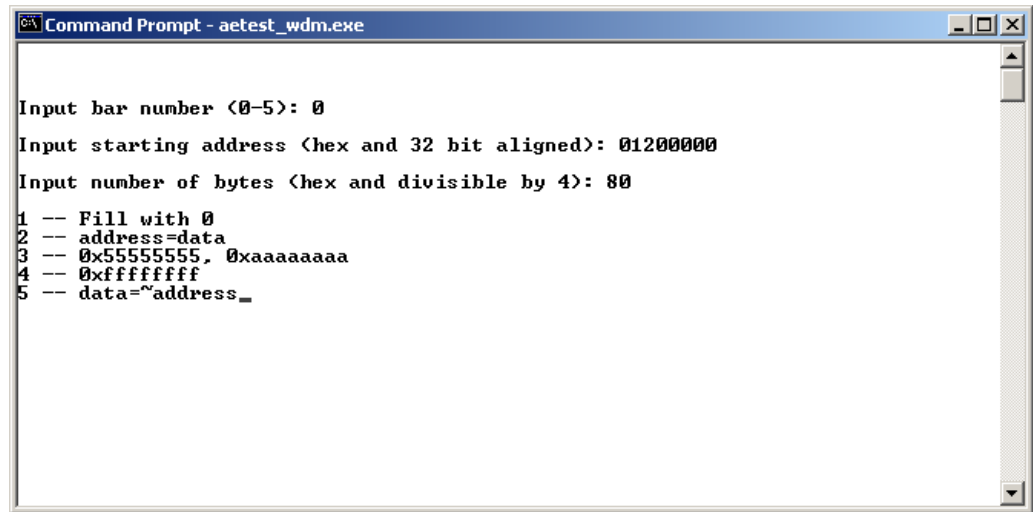 Command Prompt - aetest_wdm.exe
Input bar number (0-5): 0
Input starting address (hex and 32 bit aligned): 01200000
Input number of bytes (hex and divisible by 4): 80
1 -- Fill with 0
2 -- address=data
3 -- 0x55555555, 0xaaaaaaaa
4 -- 0xffffffff
5 -- data=~address_